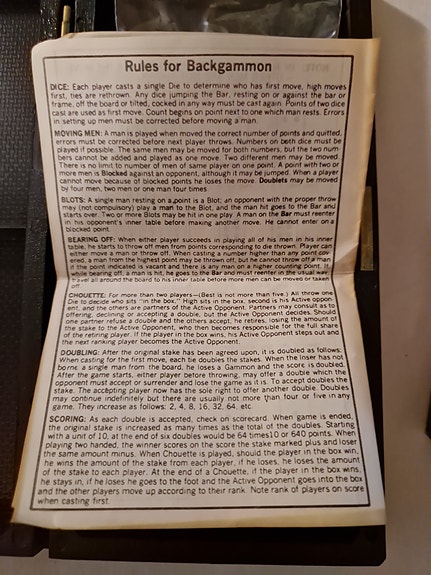 Rules for Backgammon
DICE: Each player casts a single Die to determine who has first move, high moves
first, ties are rethrown. Any dice jumping the Bar, resting on or against the bar or
frame, off the board or tilted, cocked in any way must be cast again. Points of two dice
cast are used as first move. Count begins on point next to one which man rests. Errors
in setting up men must be corrected before moving a man.
MOVING MEN: A man is played when moved the correct number of points and quitted,
errors must be corrected before next player throws. Numbers on both dice must be
played if possible. The same man may be moved for both numbers, but the two num-
bers cannot be added and played as one move. Two different men may be moved.
There is no limit to number of men of same player on one point. A point with two or
more men is Blocked against an opponent, although it may be jumped. When a player
cannot move because of blocked points he loses the move. Doublets may be moved
by four men, two men or one man four times.
BLOTS: A single man resting on a point is a Blot; an opponent with the proper throw
may (not compulsory) play a man to the Blot, and the man hit goes to the Bar and
starts over. Two or more Blots may be hit in one play. A man on the Bar must reenter
in his opponent's inner table before making another move. He cannot enter on a
blocked point.
BEARING OFF: When either player succeeds in playing all of his men in his inner
table, he starts to throw off men from points corresponding to die thrown. Player can
either move a man or throw off. When casting a number higher than any point cov-
ered, a man from the highest point may be thrown off, but he cannot throw off a man
if the point indicated is vacant and there is any man on a higher counting point. If,
while bearing off, a man is hit, he goes to the Bar and must reenter in the usual way.
Travel all around the board to his inner table before more men can be moved or taken
off.
CHOUETTE: For more than two players—(Best is not more than five.) All throw one
Die to decide who sits "in the box." High sits in the box, second is his Active oppon-
ent, and the others are partners of the Active Opponent. Partners may consult as to
offering, declining or accepting a double, but the Active Opponent decides. Should
one partner refuse a double and the others accept, he retires, losing the amount of
the stake to the Active Opponent, who then becomes responsible for the full share
of the retiring player. If the player in the box wins, his Active Opponent steps out and
the next ranking player becomes the Active Opponent.
DOUBLING: After the original stake has been agreed upon, it is doubled as follows:
When casting for the first move, each tie doubles the stakes. When the loser has not
borne a single man from the board, he loses a Gammon and the score is doubled.
After the game starts, either player before throwing, may offer a double which the
opponent must accept or surrender and lose the game as it is. To accept doubles the
stake. The accepting player now has the sole right to offer another double. Doubles
may continue indefinitely but there are usually not more than four or five in any
game. They increase as follows: 2, 4, 8, 16, 32, 64, etc.
SCORING: As each double is accepted, check on scorecard. When game is ended,
the original stake is increased as many times as the total of the doubles. Starting
with a unit of 10, at the end of six doubles would be 64 times10 or 640 points. When
playing two handed, the winner scores on the score the stake marked plus and loser
the same amount minus. When Chouette is played, should the player in the box win,
he wins the amount of the stake from each player, if he loses, he loses the amount
of the stake to each player. At the end of a Chouette, if the player in the box wins,
he stays in, if he loses he goes to the foot and the Active Opponent goes into the box
and the other players move up according to their rank. Note rank of players on score
when casting first.